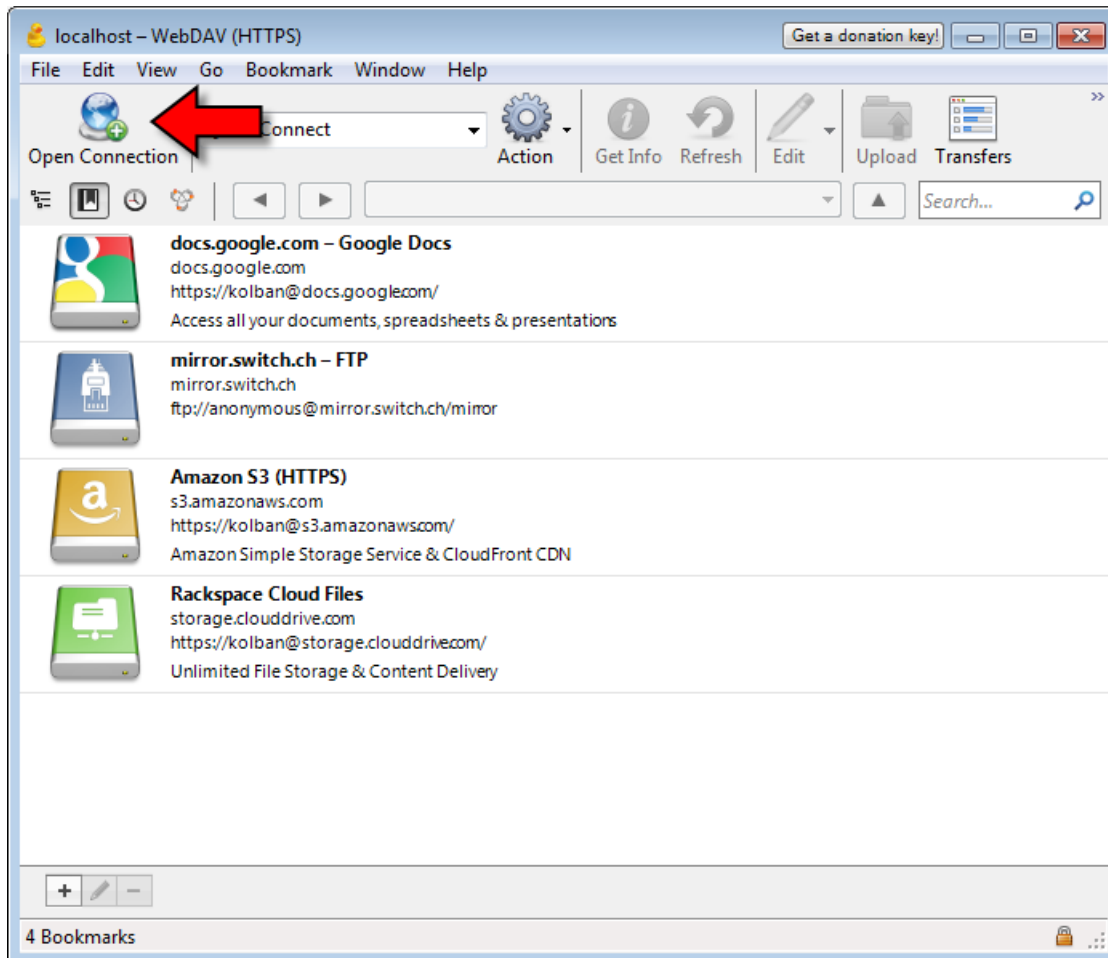 localhost – WebDAV (HTTPS)
Get a donation key!
File Edit View Go Bookmark Window Help
Connect
Open Connection
Action
Get Info
Refresh
Edit
Upload
Transfers
Search...
docs.google.com – Google Docs
docs.google.com
https://kolban@docs.google.com/
Access all your documents, spreadsheets & presentations
mirror.switch.ch – FTP
mirror.switch.ch
ftp://anonymous@mirror.switch.ch/mirror
Amazon S3 (HTTPS)
s3.amazonaws.com
https://kolban@s3.amazonaws.com/
Amazon Simple Storage Service & CloudFront CDN
Rackspace Cloud Files
storage.clouddrive.com
https://kolban@storage.clouddrive.com/
Unlimited File Storage & Content Delivery
4 Bookmarks